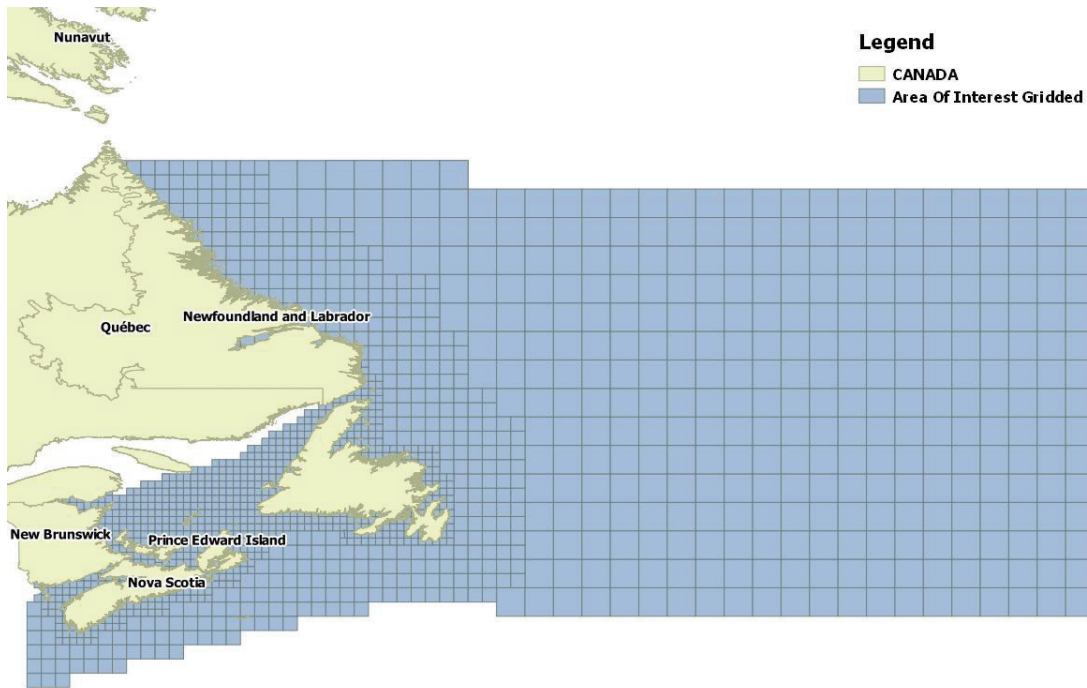 Nunavut
Legend
CANADA
Area Of Interest Gridded
Newfoundland and Labrador
Québec
New Brunswick
Prince Edward Island
Nova Scotia